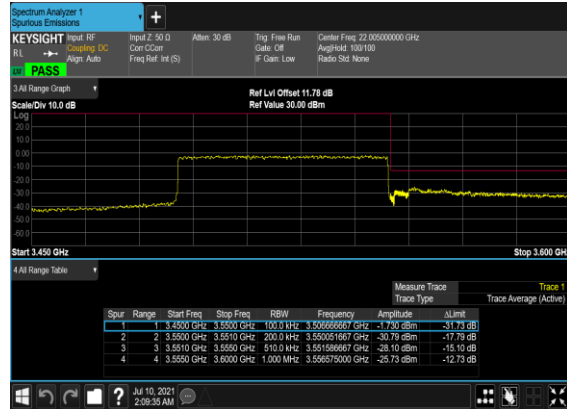 Spectrum Analyzer 1
Spurious Emissions
+
KEYSIGHT Input: RF Input Z: 50 Ω Atten: 30 dB Trig: Free Run Center Freq: 22.005000000 GHz
RL Coupling: DC Corr CCorr Gate: Off Avg|Hold: 100/100
Align: Auto Freq Ref: Int (S) IF Gain: Low Radio Std: None
PASS
3 All Range Graph
Ref Lvl Offset 11.78 dB
Scale/Div 10.0 dB Ref Value 30.00 dBm
Log
20.0
10.0
0.00
-10.0
-20.0
-30.0
-40.0
-50.0
-60.0
Start 3.450 GHz Stop 3.600 GH
4 All Range Table
Measure Trace Trace 1
Trace Type Trace Average (Active)
Spur Range Start Freq Stop Freq RBW Frequency Amplitude ΔLimit
1 1 3.4500 GHz 3.5500 GHz 100.0 kHz 3.506666667 GHz -1.730 dBm -31.73 dB
2 2 3.5500 GHz 3.5510 GHz 200.0 kHz 3.550051667 GHz -30.79 dBm -17.79 dB
3 3 3.5510 GHz 3.5550 GHz 510.0 kHz 3.551586667 GHz -28.10 dBm -15.10 dB
4 4 3.5550 GHz 3.6000 GHz 1.000 MHz 3.556575000 GHz -25.73 dBm -12.73 dB
? Jul 10, 2021
2:09:35 AM